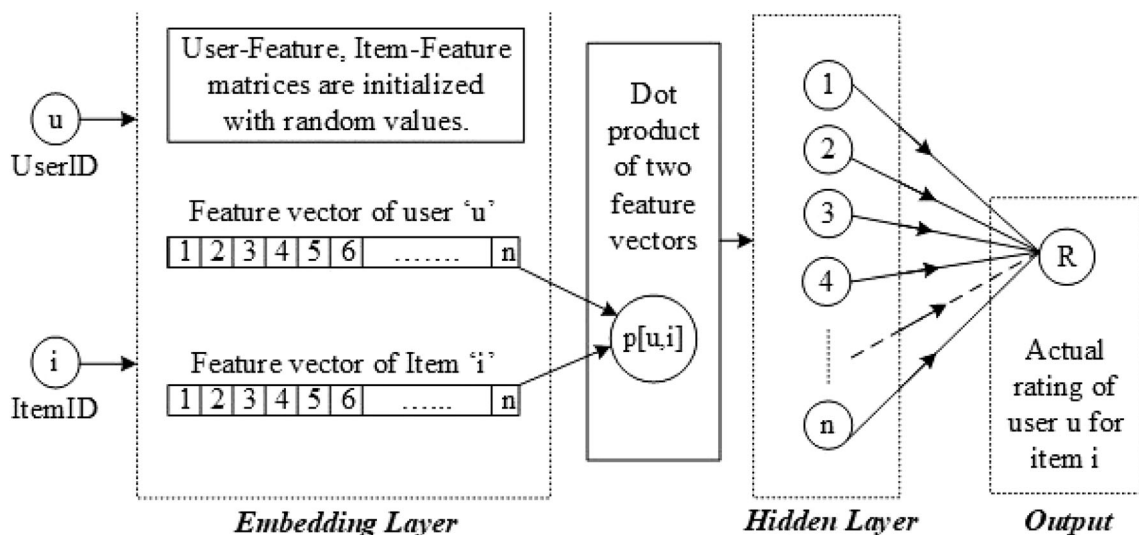 u
UserID
i
ItemID
User-Feature, Item-Feature
matrices are initialized
with random values.
Feature vector of user ‘u’
1 2 3 4 5 6 ....... n
Feature vector of Item ‘i’
1 2 3 4 5 6 ...... n
Embedding Layer
Dot
product
of two
feature
vectors
p[u,i]
1
2
3
4
n
Hidden Layer
R
Actual
rating of
user u for
item i
Output